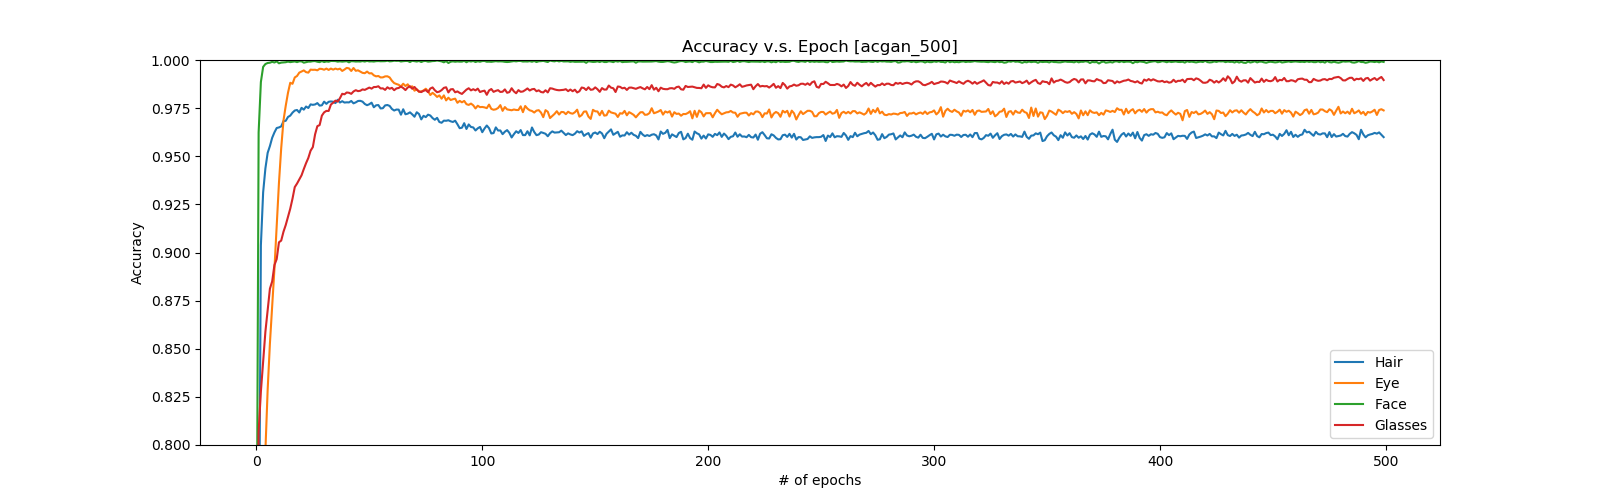 Accuracy v.s. Epoch [acgan_500]
1.000
0.975
0.950
0.925
0.900
0.875
0.850
0.825
0.800
Accuracy
0 100 200 300 400 500
# of epochs
Hair
Eye
Face
Glasses